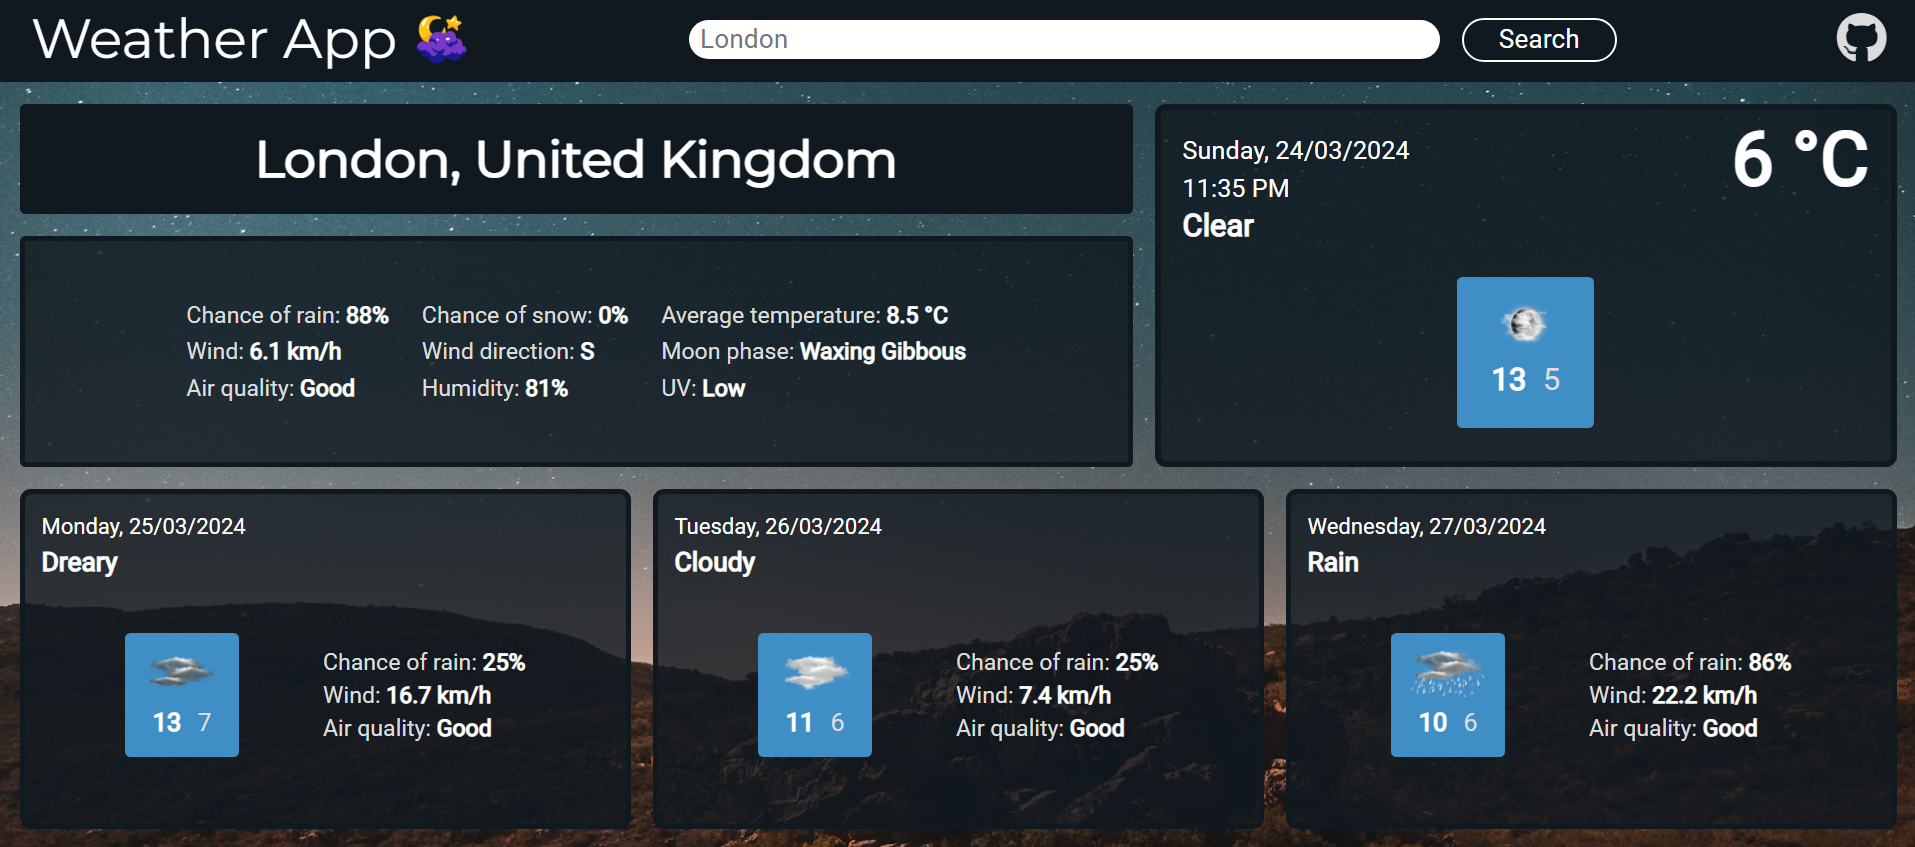 Weather App
London
Search
London, United Kingdom
Sunday, 24/03/2024
11:35 PM
Clear
6 °C
13 5
Chance of rain: 88%
Wind: 6.1 km/h
Air quality: Good
Chance of snow: 0%
Wind direction: S
Humidity: 81%
Average temperature: 8.5 °C
Moon phase: Waxing Gibbous
UV: Low
Monday, 25/03/2024
Dreary
13 7
Chance of rain: 25%
Wind: 16.7 km/h
Air quality: Good
Tuesday, 26/03/2024
Cloudy
11 6
Chance of rain: 25%
Wind: 7.4 km/h
Air quality: Good
Wednesday, 27/03/2024
Rain
10 6
Chance of rain: 86%
Wind: 22.2 km/h
Air quality: Good